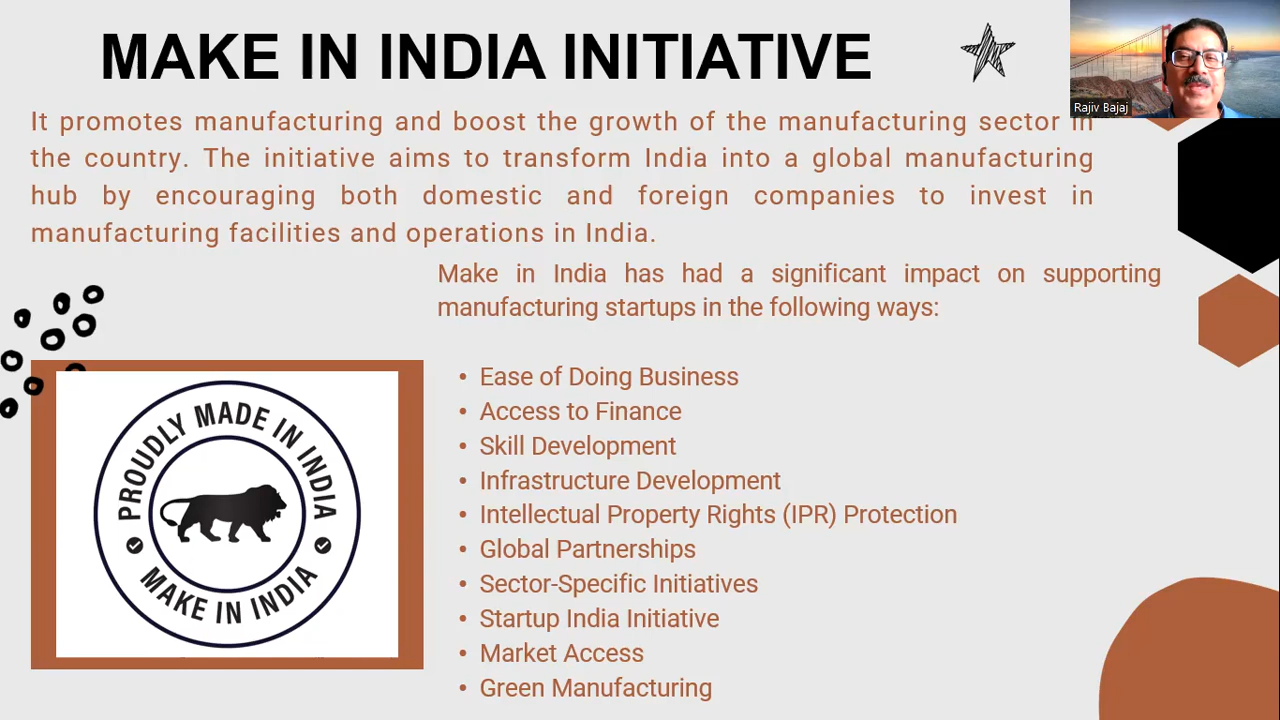 MAKE IN INDIA INITIATIVE
Rajiv Bajaj
It promotes manufacturing and boost the growth of the manufacturing sector in
the country. The initiative aims to transform India into a global manufacturing
hub by encouraging both domestic and foreign companies to invest in
manufacturing facilities and operations in India.
Make in India has had a significant impact on supporting
manufacturing startups in the following ways:
• Ease of Doing Business
• Access to Finance
• Skill Development
• Infrastructure Development
• Intellectual Property Rights (IPR) Protection
• Global Partnerships
• Sector-Specific Initiatives
• Startup India Initiative
• Market Access
• Green Manufacturing
PROUDLY MADE IN INDIA
MAKE IN INDIA